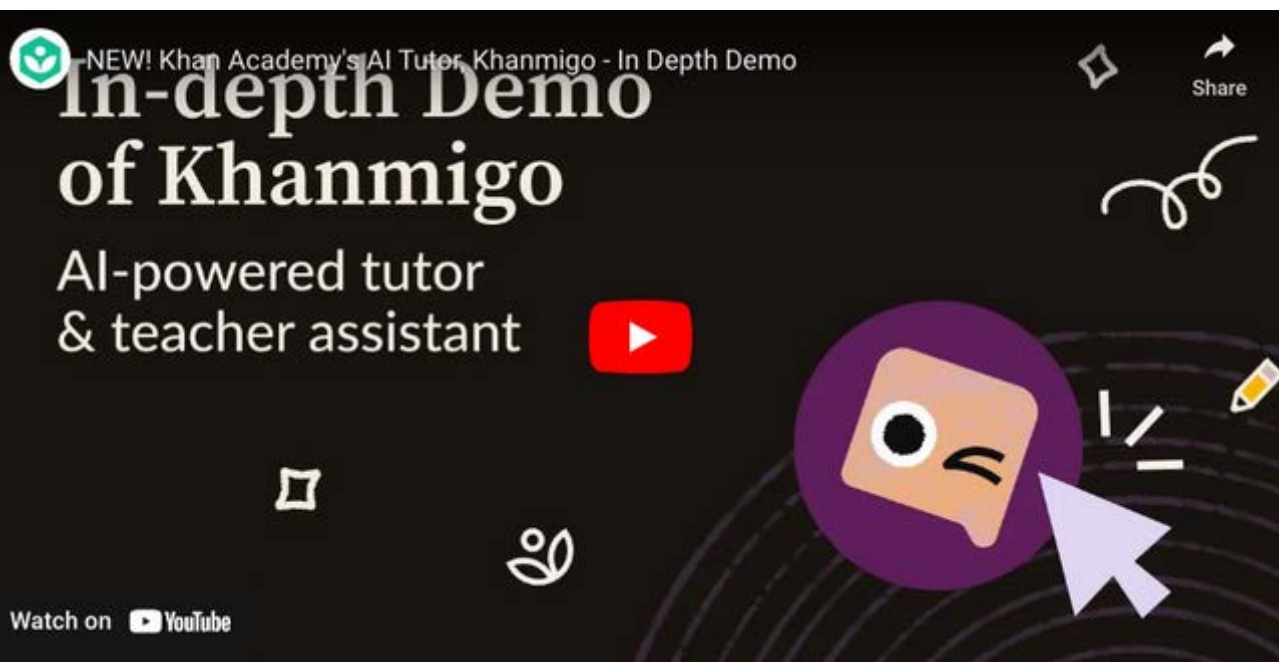 NEW! Khan Academy's AI Tutor, Khanmigo - In Depth Demo
Share
In-depth Demo
of Khanmigo
AI-powered tutor
& teacher assistant
Watch on YouTube